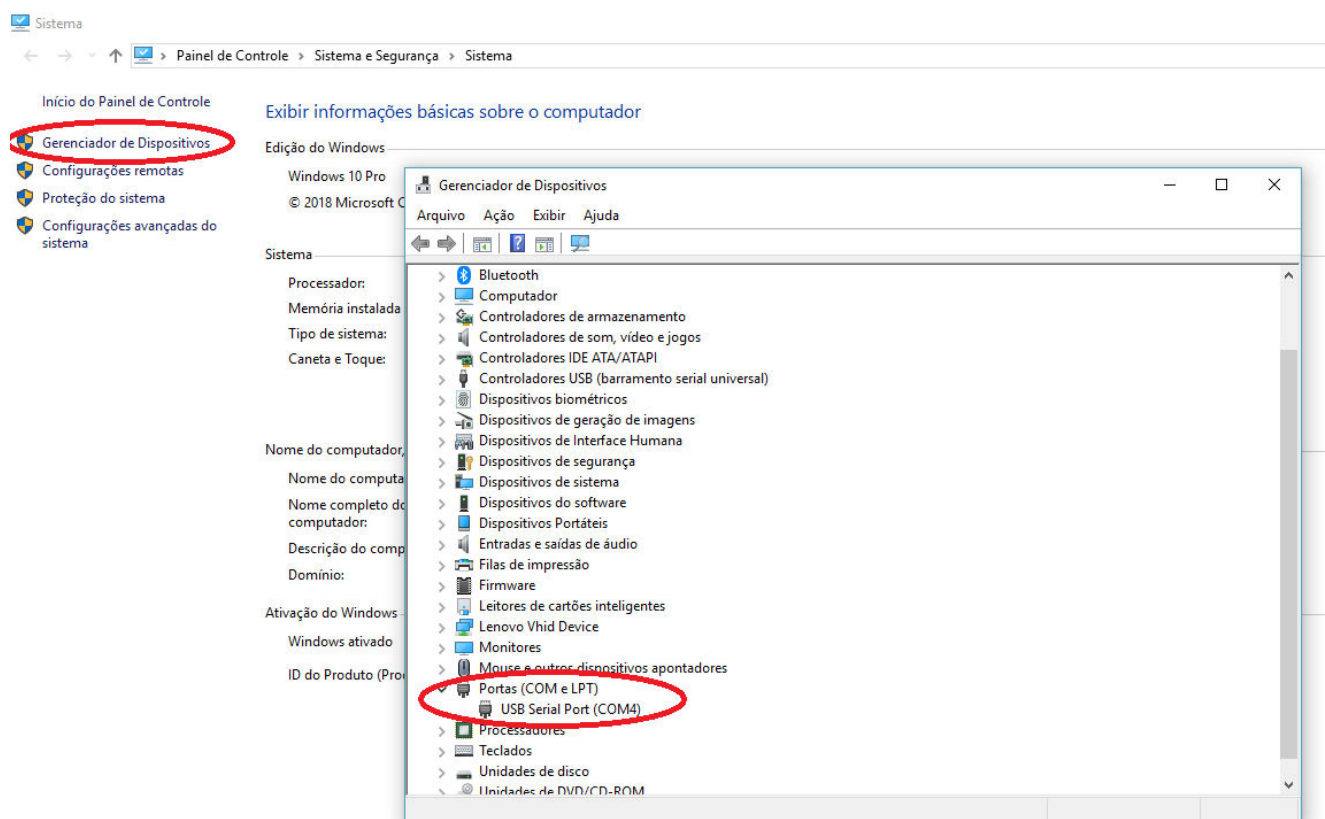 Sistema
Painel de Controle > Sistema e Segurança > Sistema
Início do Painel de Controle
Gerenciador de Dispositivos
Configurações remotas
Proteção do sistema
Configurações avançadas do
sistema
Exibir informações básicas sobre o computador
Edição do Windows
Windows 10 Pro
© 2018 Microsoft C
Sistema
Processador:
Memória instalada
Tipo de sistema:
Caneta e Toque:
Nome do computador,
Nome do computa
Nome completo do
computador:
Descrição do comp
Domínio:
Ativação do Windows
Windows ativado
ID do Produto (Pro
Gerenciador de Dispositivos
Arquivo Ação Exibir Ajuda
Bluetooth
Computador
Controladores de armazenamento
Controladores de som, vídeo e jogos
Controladores IDE ATA/ATAPI
Controladores USB (barramento serial universal)
Dispositivos biométricos
Dispositivos de geração de imagens
Dispositivos de Interface Humana
Dispositivos de segurança
Dispositivos de sistema
Dispositivos do software
Dispositivos Portáteis
Entradas e saídas de áudio
Filas de impressão
Firmware
Leitores de cartões inteligentes
Lenovo Vhid Device
Monitores
Mouse e outros dispositivos apontadores
Portas (COM e LPT)
USB Serial Port (COM4)
Processadores
Teclados
Unidades de disco
Unidades de DVD/CD-ROM